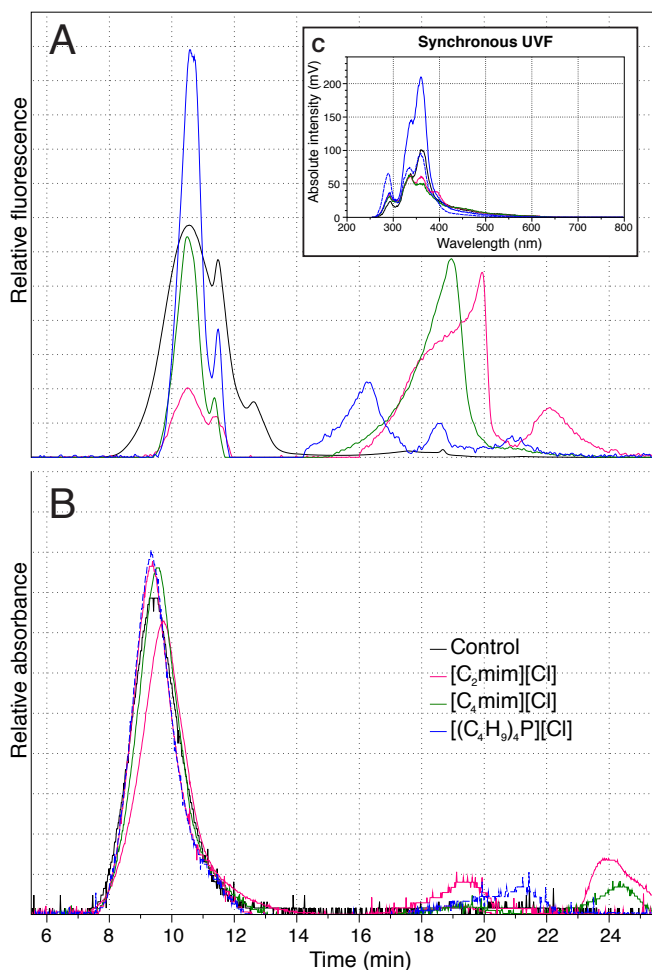 A
c
Synchronous UVF
Absolute intensity (mV)
200
150
100
50
0
200 300 400 500 600 700 800
Wavelength (nm)
Relative fluorescence
B
Relative absorbance
Control
[C₂mim][Cl]
[C₄mim][Cl]
[(C₄H₉)₄P][Cl]
6 8 10 12 14 16 18 20 22 24
Time (min)